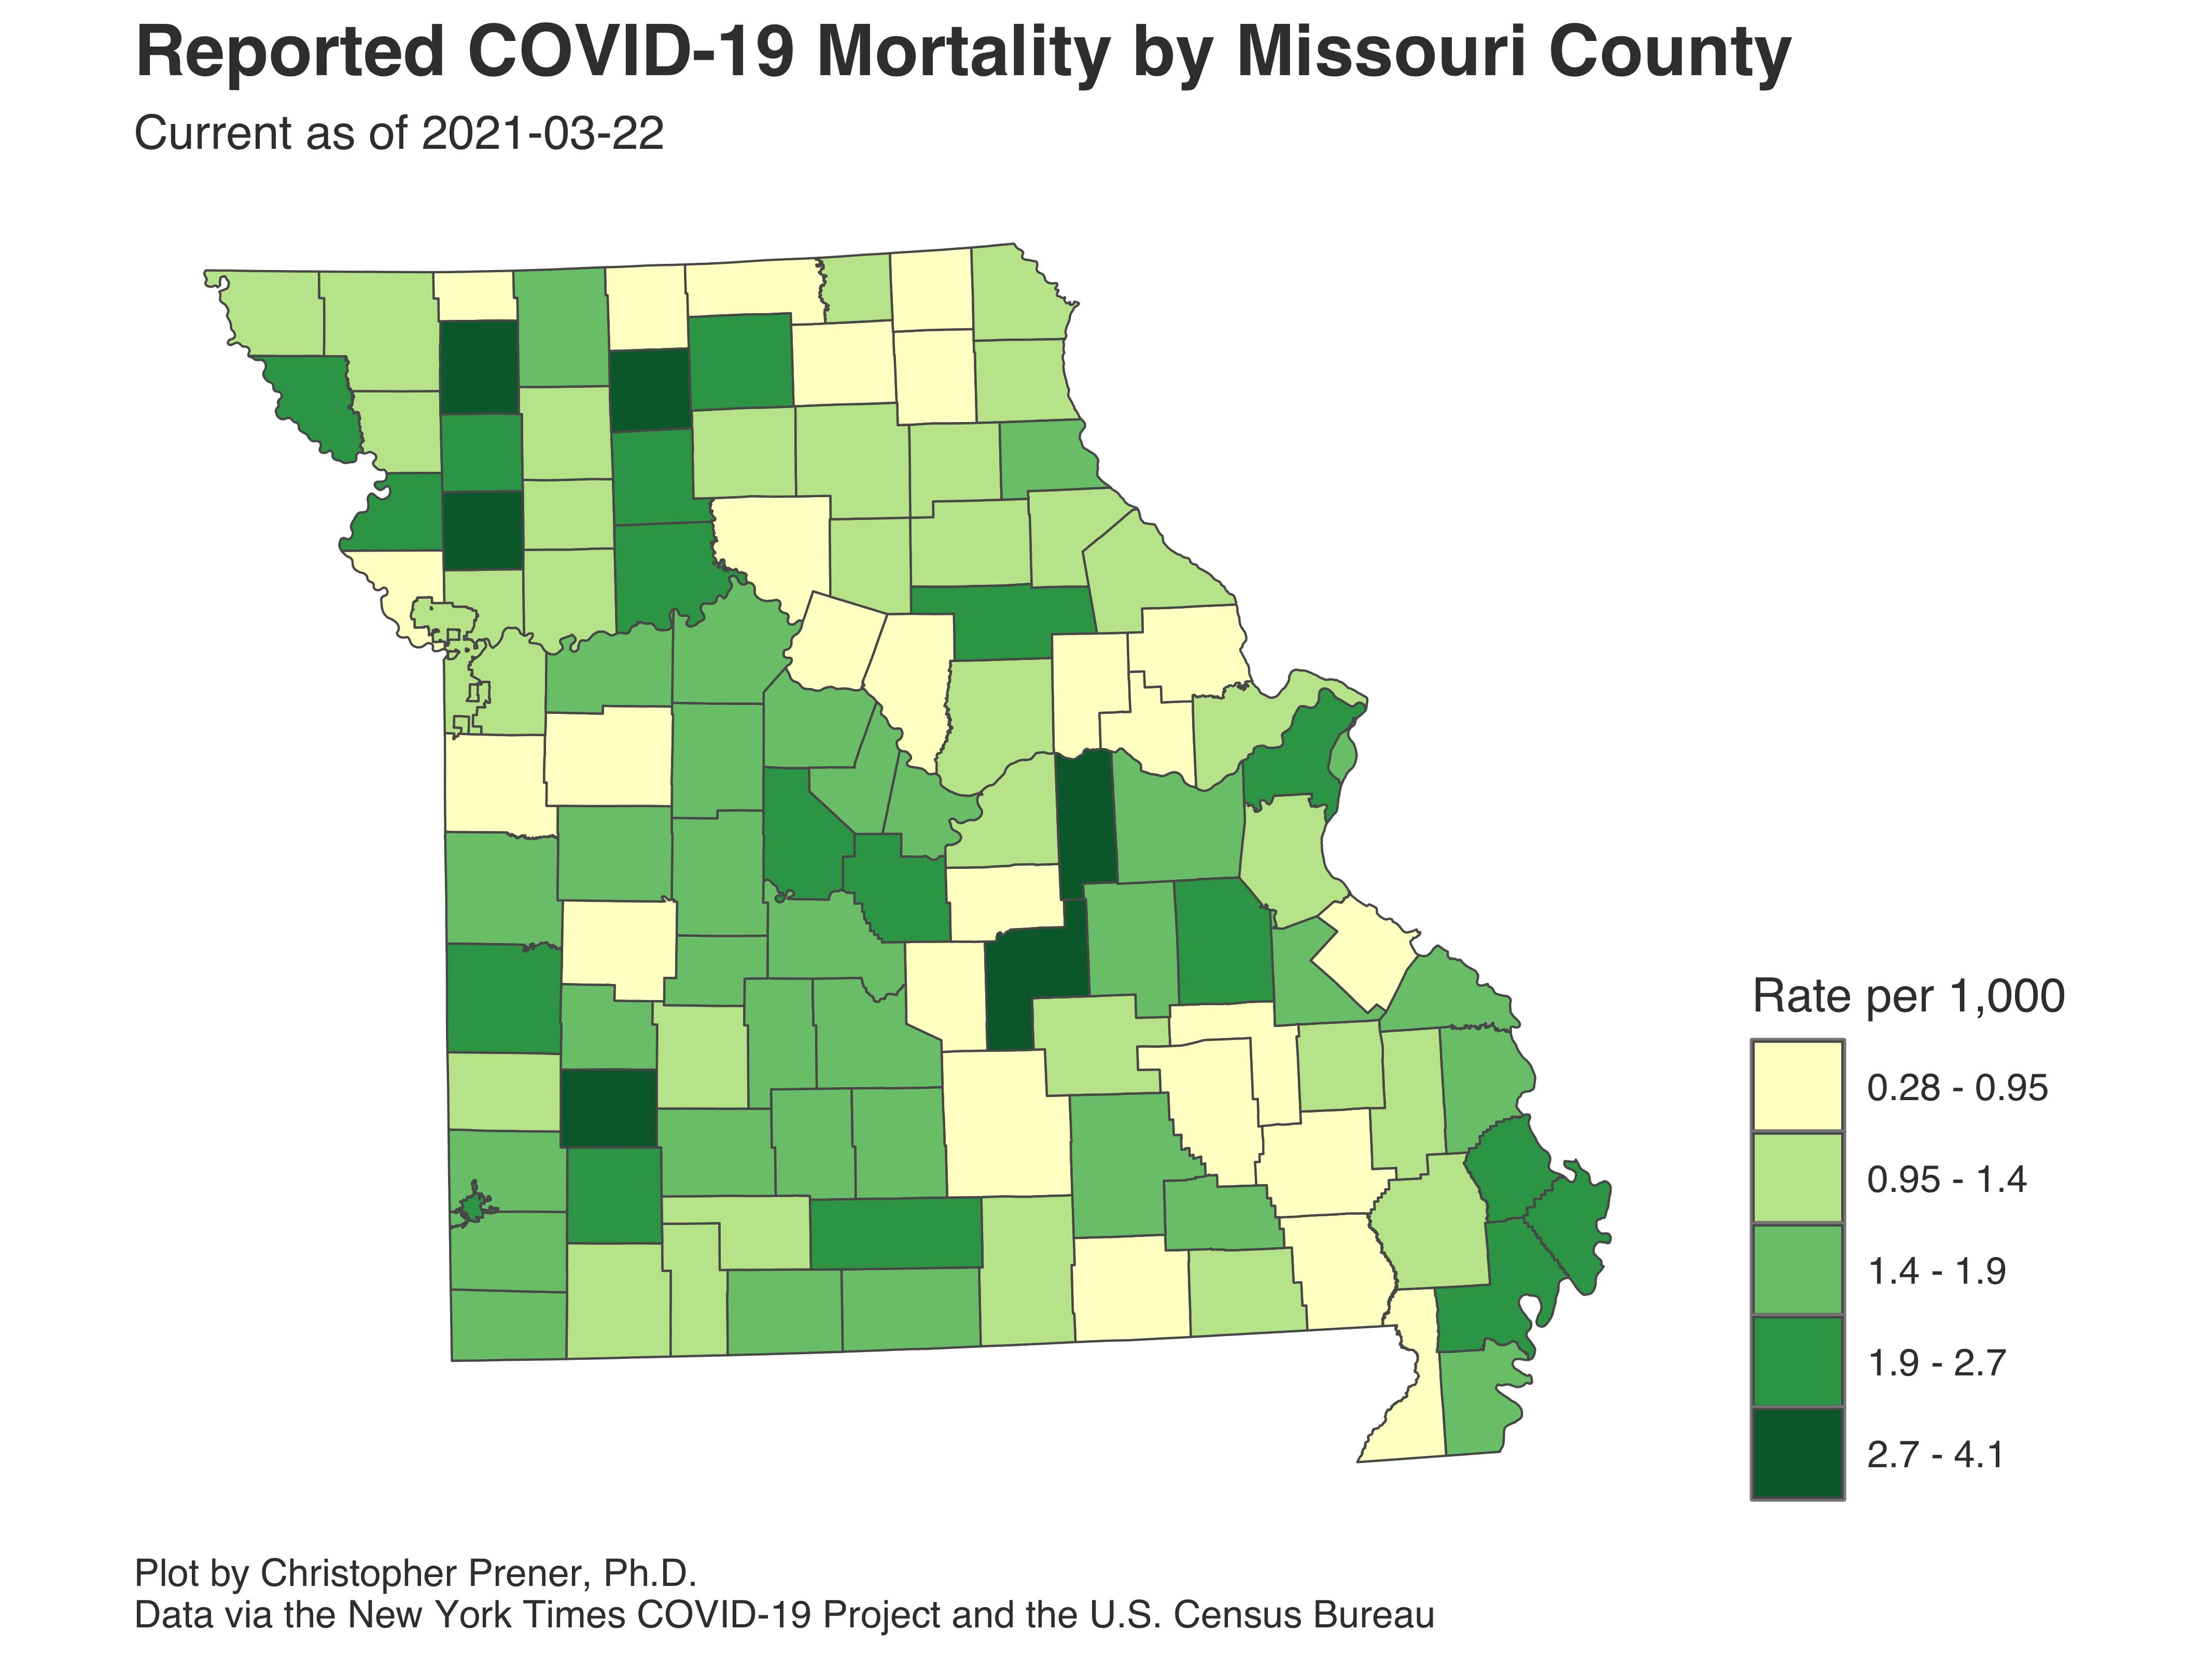 Reported COVID-19 Mortality by Missouri County
Current as of 2021-03-22
Rate per 1,000
0.28 - 0.95
0.95 - 1.4
1.4 - 1.9
1.9 - 2.7
2.7 - 4.1
Plot by Christopher Prener, Ph.D.
Data via the New York Times COVID-19 Project and the U.S. Census Bureau